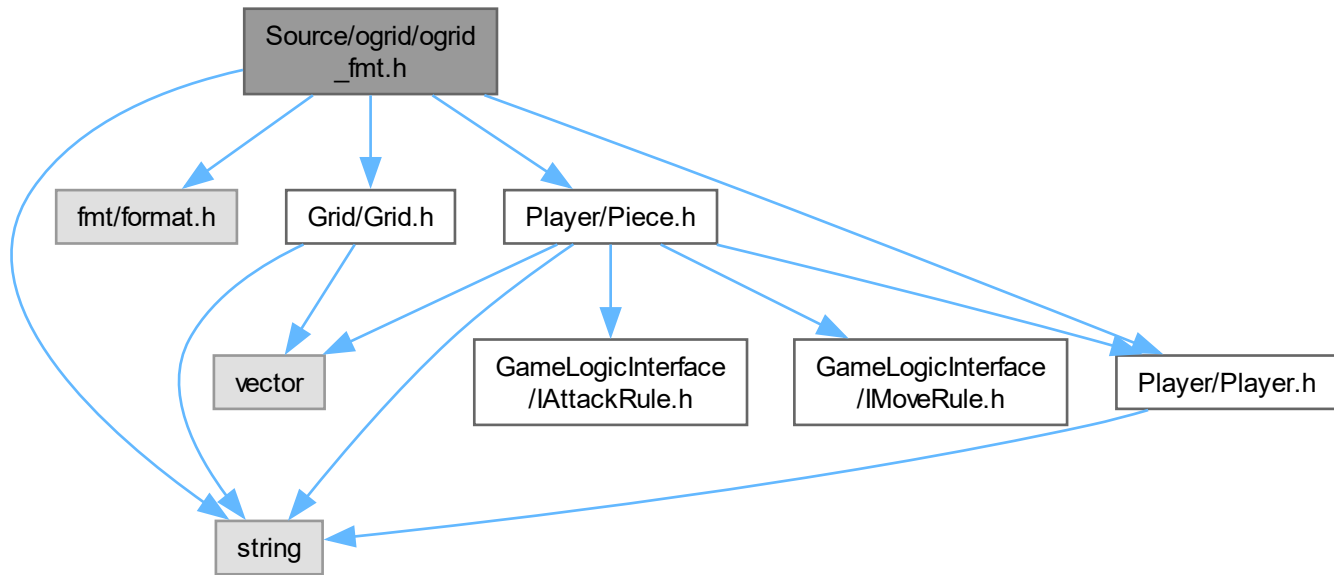 Source/ogrid/ogrid
_fmt.h
fmt/format.h
Grid/Grid.h
Player/Piece.h
vector
GameLogicInterface
/IAttackRule.h
GameLogicInterface
/IMoveRule.h
Player/Player.h
string